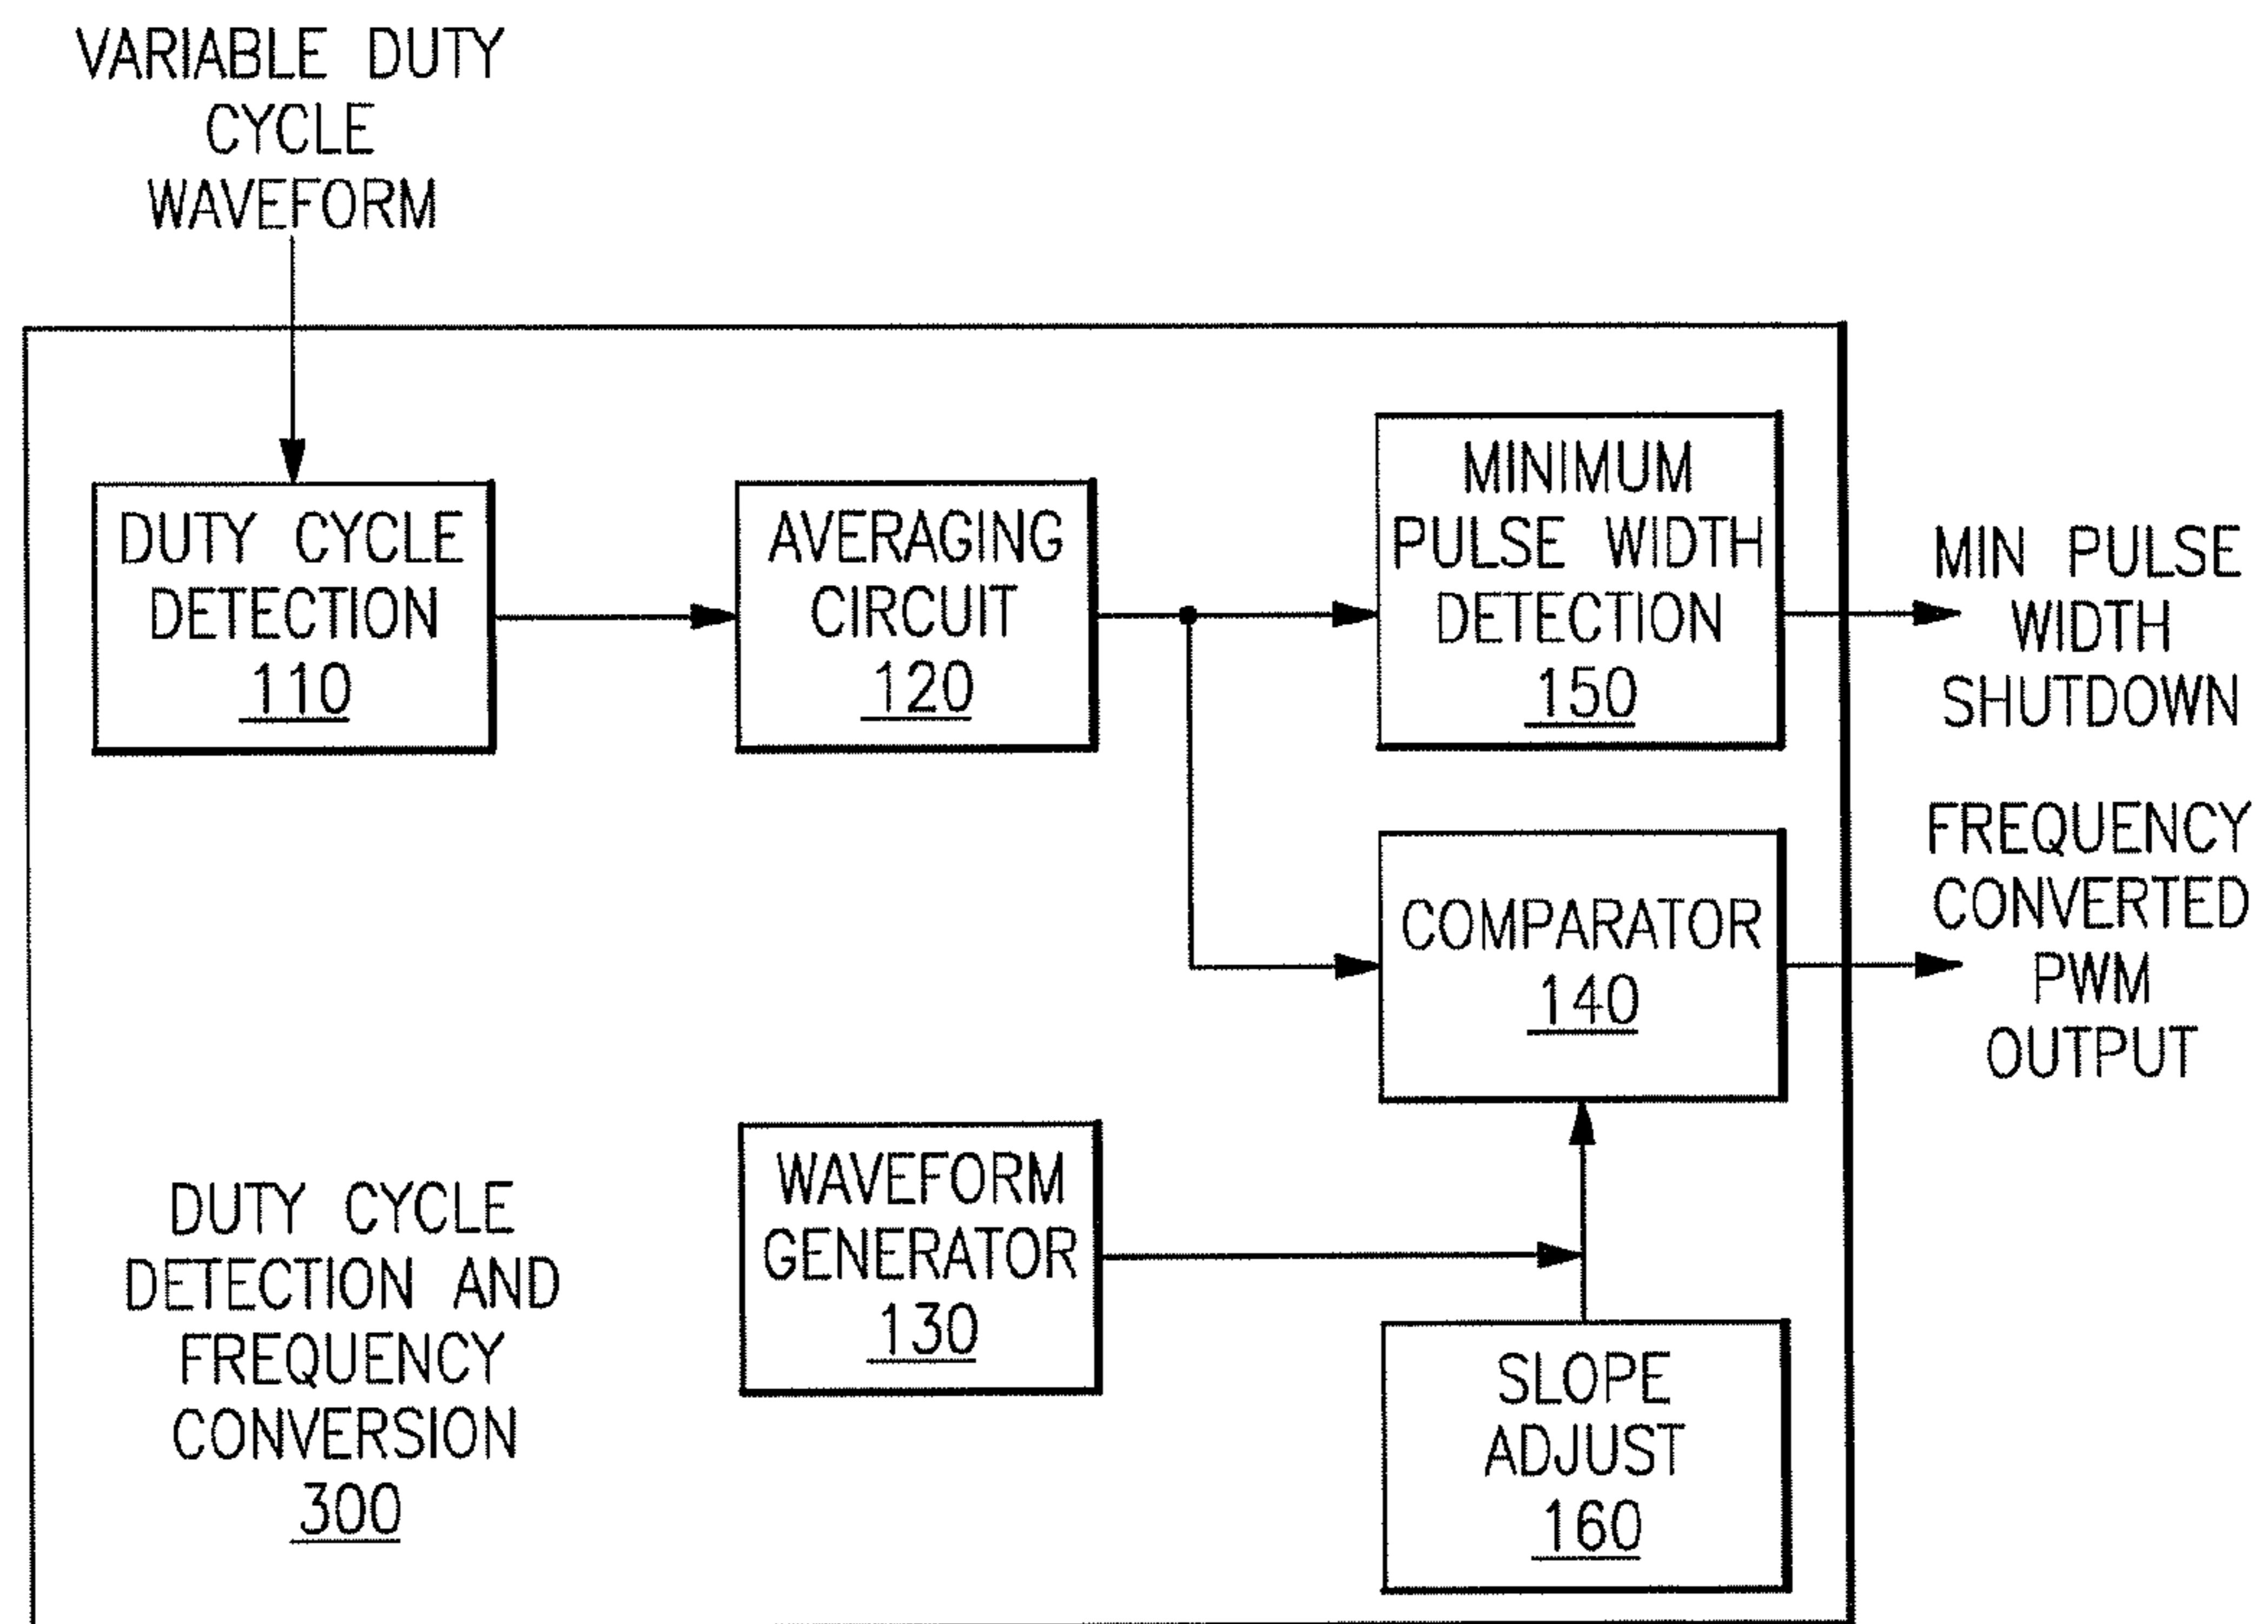 VARIABLE DUTY
CYCLE
WAVEFORM
DUTY CYCLE
DETECTION
110
AVERAGING
CIRCUIT
120
MINIMUM
PULSE WIDTH
DETECTION
150
MIN PULSE
WIDTH
SHUTDOWN
COMPARATOR
140
FREQUENCY
CONVERTED
PWM
OUTPUT
WAVEFORM
GENERATOR
130
SLOPE
ADJUST
160
DUTY CYCLE
DETECTION AND
FREQUENCY
CONVERSION
300